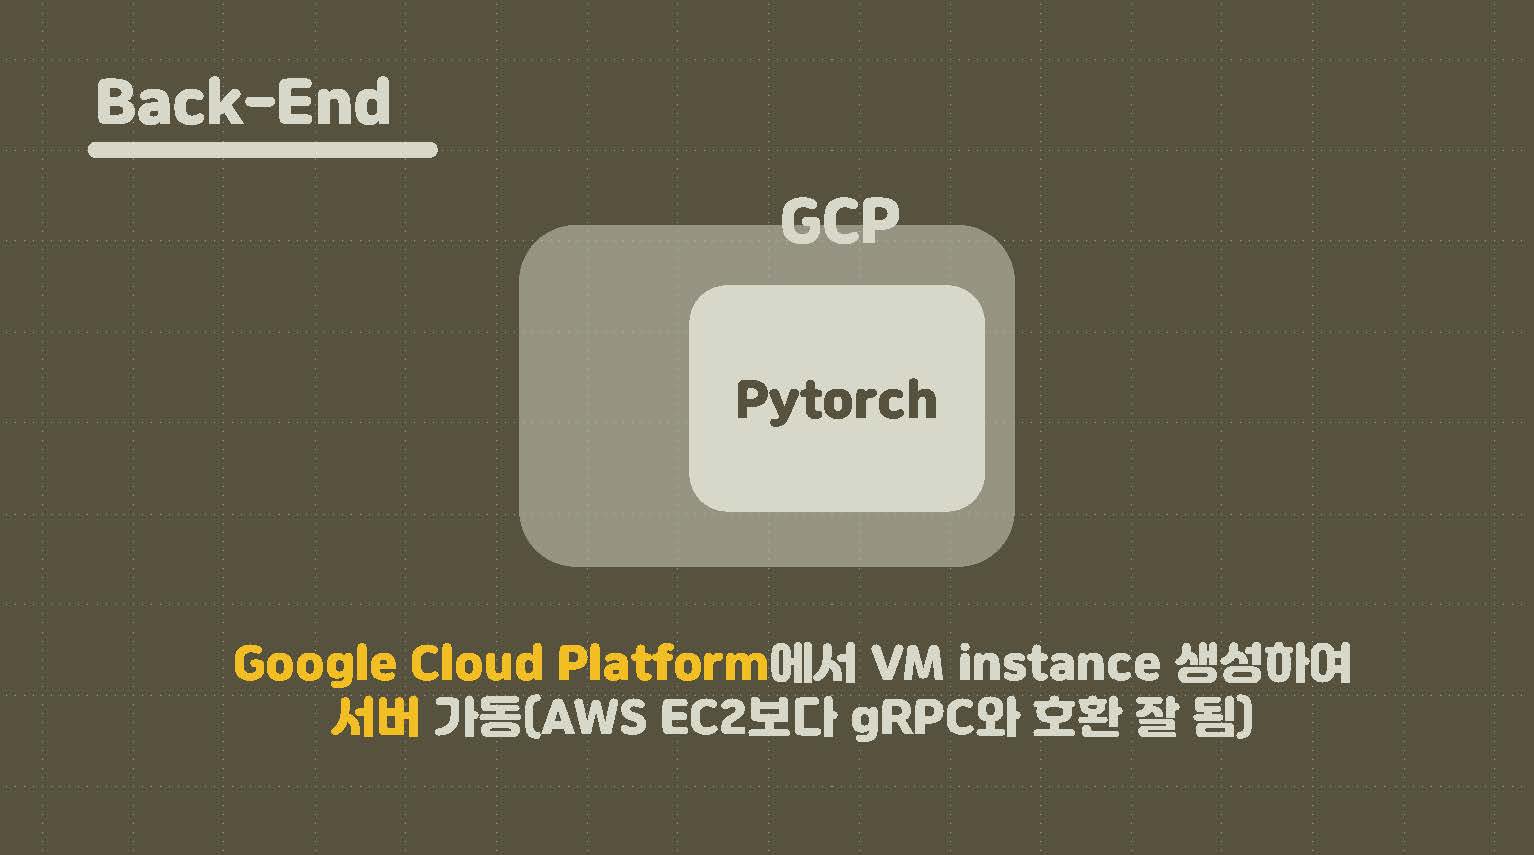 Back-End
GCP
Pytorch
Google Cloud Platform에서 VM instance 생성하여
서버 가동(AWS EC2보다 gRPC와 호환 잘 됨)